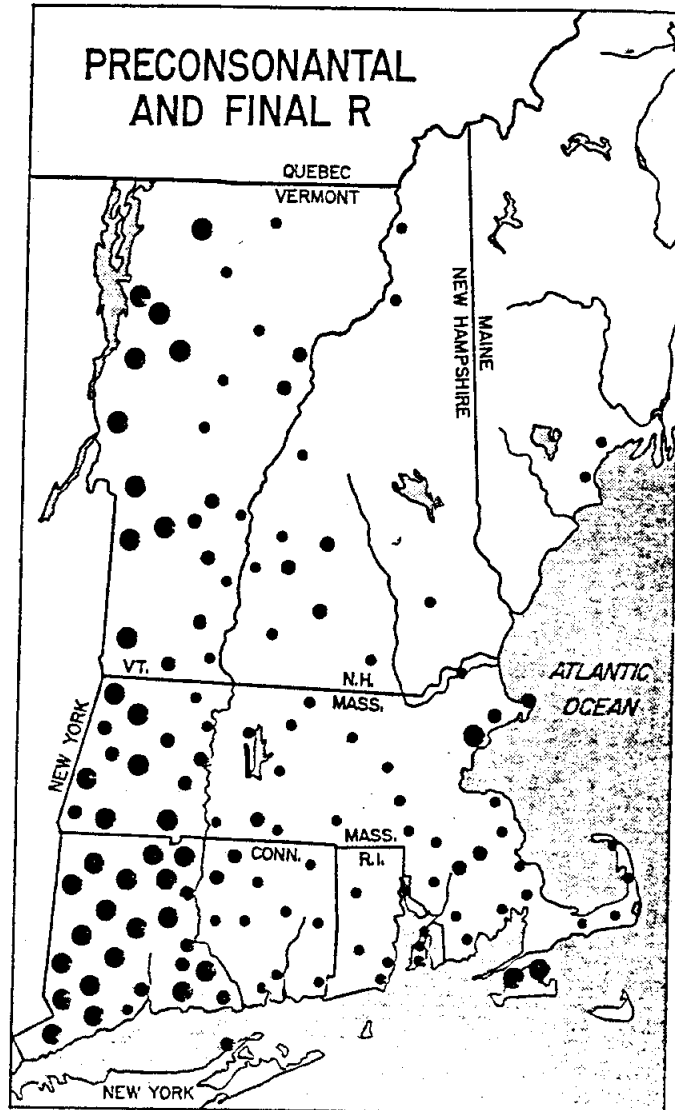 PRECONSONANTAL
AND FINAL R
QUEBEC
VERMONT
MAINE
NEW HAMPSHIRE
VT.
N.H.
MASS.
ATLANTIC
OCEAN
NEW YORK
MASS.
CONN.
R.I.
NEW YORK